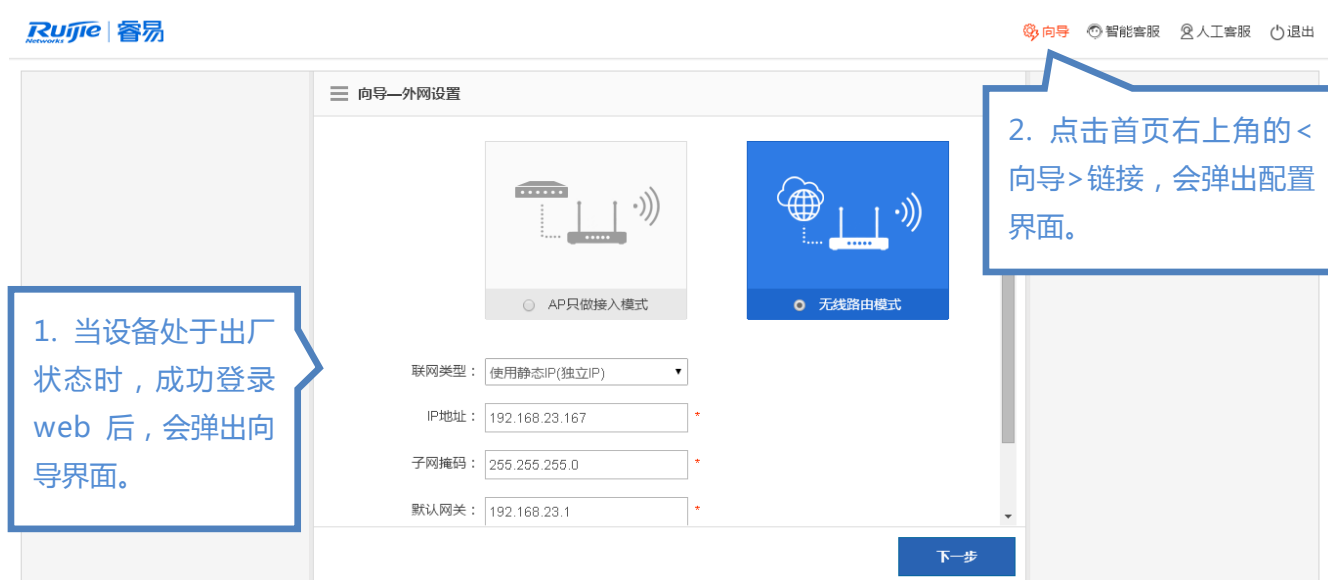 Ruijie Networks | 睿易
向导 智能客服 人工客服 退出
向导—外网设置
AP只做接入模式
无线路由模式
联网类型： 使用静态IP(独立IP)
IP地址： 192.168.23.167 *
子网掩码： 255.255.255.0 *
默认网关： 192.168.23.1 *
下一步
1. 当设备处于出厂
状态时，成功登录
web 后，会弹出向
导界面。
2. 点击首页右上角的<
向导>链接，会弹出配置
界面。